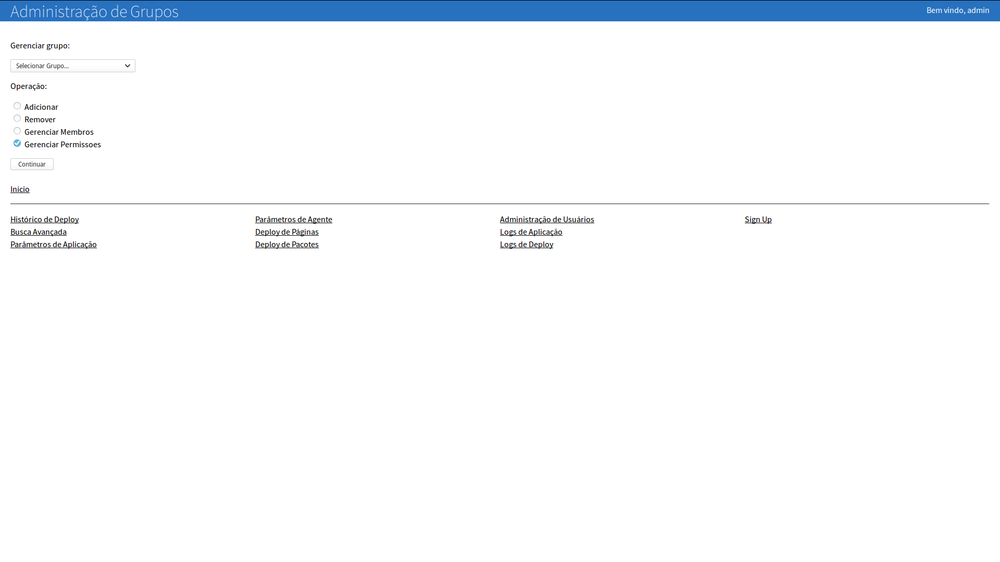 Administração de Grupos
Bem vindo, admin
Gerenciar grupo:
Selecionar Grupo...
Operação:
Adicionar
Remover
Gerenciar Membros
Gerenciar Permissoes
Continuar
Início
Histórico de Deploy
Busca Avançada
Parâmetros de Aplicação
Parâmetros de Agente
Deploy de Páginas
Deploy de Pacotes
Administração de Usuários
Logs de Aplicação
Logs de Deploy
Sign Up